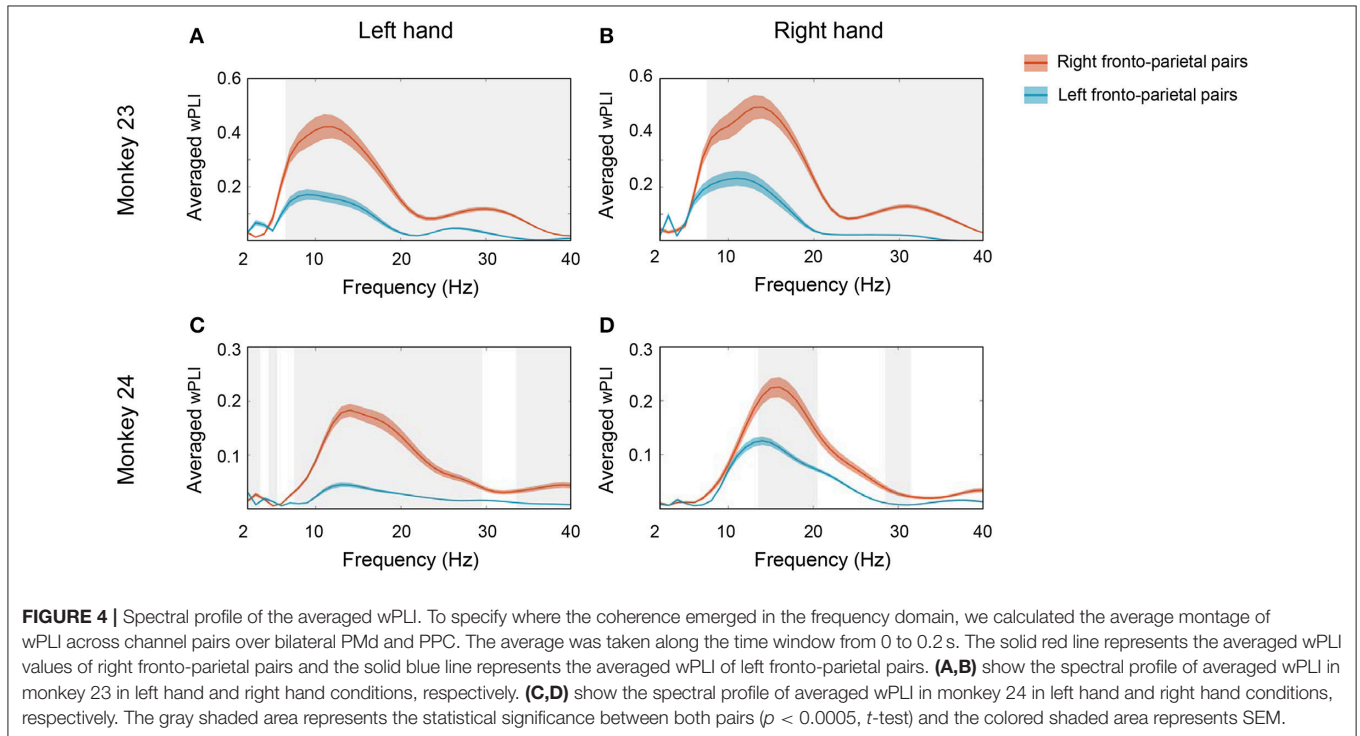 Left hand
Right hand
Right fronto-parietal pairs
Left fronto-parietal pairs
Monkey 23
A
0.6
0.4
0.2
Averaged wPLI
2 10 20 30 40
Frequency (Hz)
B
0.6
0.4
0.2
Averaged wPLI
2 10 20 30 40
Frequency (Hz)
Monkey 24
C
0.3
0.2
0.1
Averaged wPLI
2 10 20 30 40
Frequency (Hz)
D
0.3
0.2
0.1
Averaged wPLI
2 10 20 30 40
Frequency (Hz)
FIGURE 4 | Spectral profile of the averaged wPLI. To specify where the coherence emerged in the frequency domain, we calculated the average montage of
wPLI across channel pairs over bilateral PMd and PPC. The average was taken along the time window from 0 to 0.2 s. The solid red line represents the averaged wPLI
values of right fronto-parietal pairs and the solid blue line represents the averaged wPLI of left fronto-parietal pairs. (A,B) show the spectral profile of averaged wPLI in
monkey 23 in left hand and right hand conditions, respectively. (C,D) show the spectral profile of averaged wPLI in monkey 24 in left hand and right hand conditions,
respectively. The gray shaded area represents the statistical significance between both pairs (p < 0.0005, t-test) and the colored shaded area represents SEM.